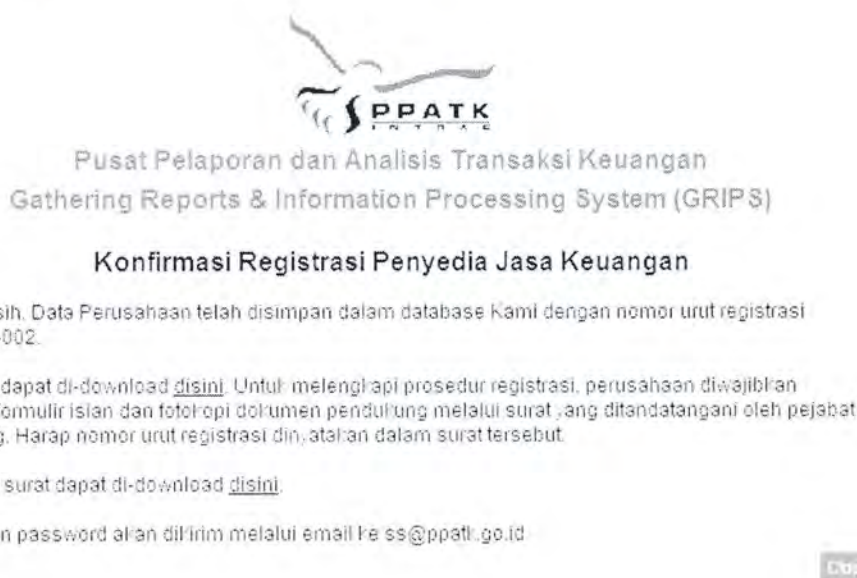 PPATK
INTRAC
Pusat Pelaporan dan Analisis Transaksi Keuangan
Gathering Reports & Information Processing System (GRIPS)
Konfirmasi Registrasi Penyedia Jasa Keuangan
sih. Data Perusahaan telah disimpan dalam database Kami dengan nomor urut registrasi
002.
dapat di-download disini. Untuk melengkapi prosedur registrasi, perusahaan diwajibkan
ormulir isian dan fotokopi dokumen pendukung melalui surat yang ditandatangani oleh pejabat
g. Harap nomor urut registrasi dinyatakan dalam surat tersebut.
surat dapat di-download disini.
n password akan dikirim melalui email ke ss@ppatk.go.id
Clos